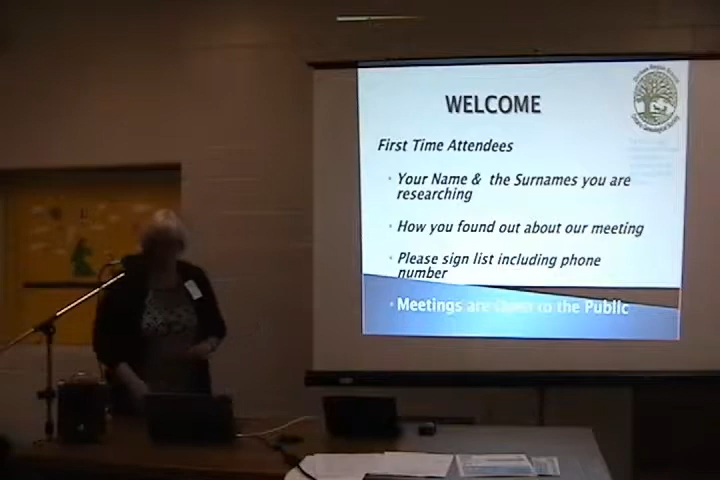 WELCOME
First Time Attendees
• Your Name & the Surnames you are
researching
• How you found out about our meeting
• Please sign list including phone
number
• Meetings are Open to the Public